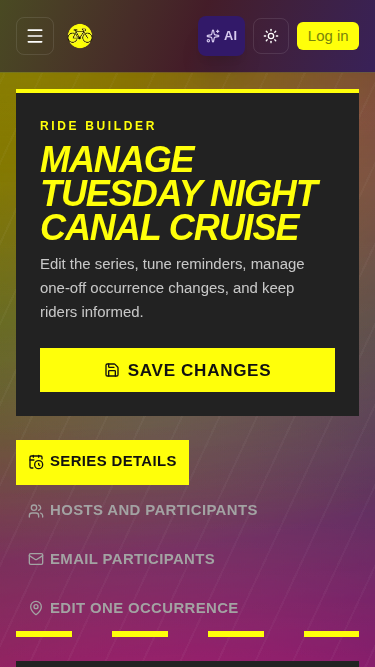 AI
Log in
RIDE BUILDER
MANAGE
TUESDAY NIGHT
CANAL CRUISE
Edit the series, tune reminders, manage
one-off occurrence changes, and keep
riders informed.
SAVE CHANGES
SERIES DETAILS
HOSTS AND PARTICIPANTS
EMAIL PARTICIPANTS
EDIT ONE OCCURRENCE